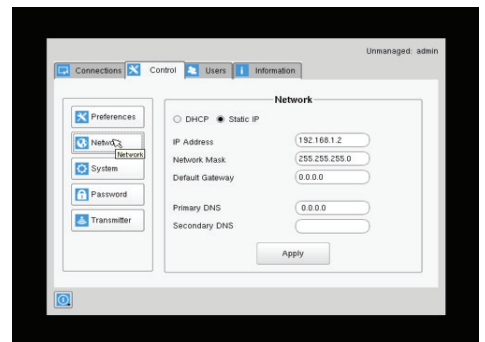 Unmanaged: admin
Connections Control Users Information
Preferences
Network
System
Password
Transmitter
Network
DHCP Static IP
IP Address 192.168.1.2
Network Mask 255.255.255.0
Default Gateway 0.0.0.0
Primary DNS 0.0.0.0
Secondary DNS
Apply